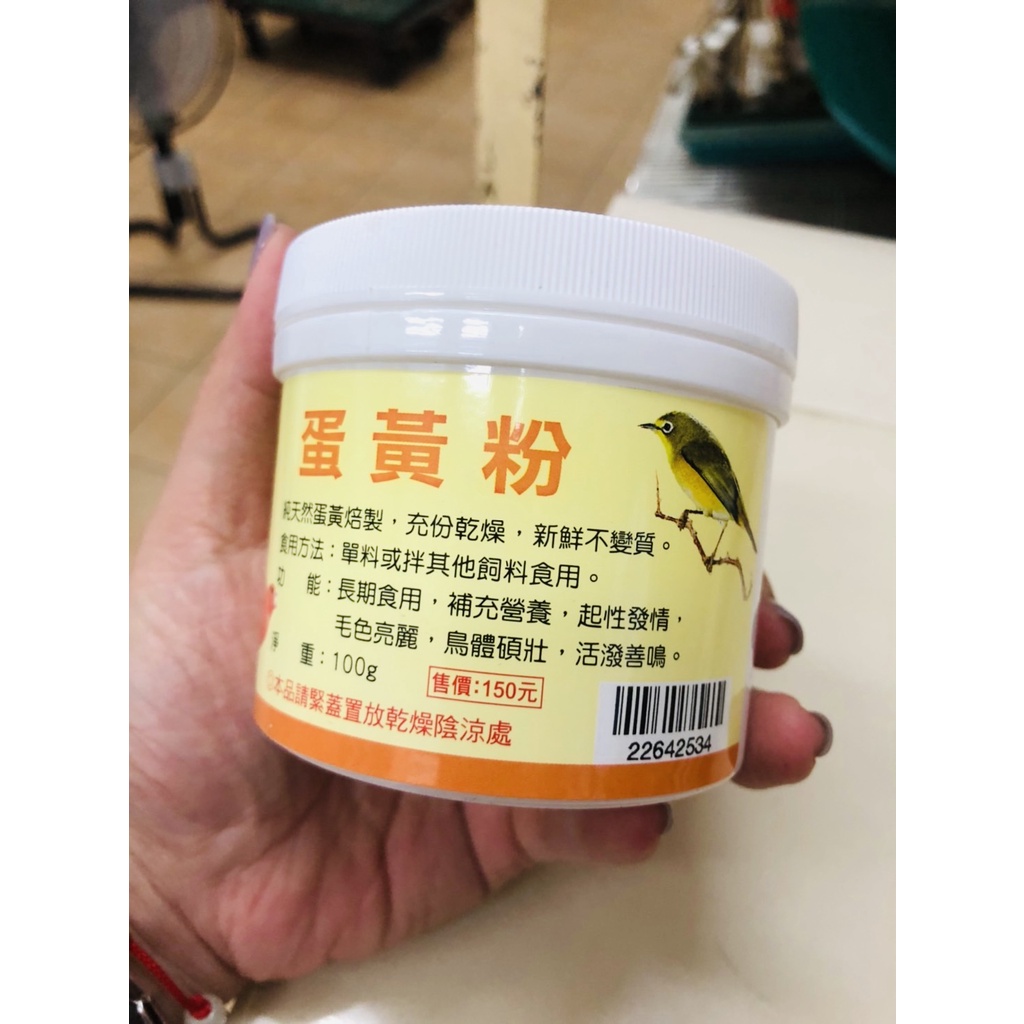 蛋黃粉
純天然蛋黃焙製，充份乾燥，新鮮不變質。
食用方法：單料或拌其他飼料食用。
功 能：長期食用，補充營養，起性發情，
毛色亮麗，鳥體碩壯，活潑善鳴。
淨 重：100g
售價:150元
◎本品請緊蓋置放乾燥陰涼處
22642534